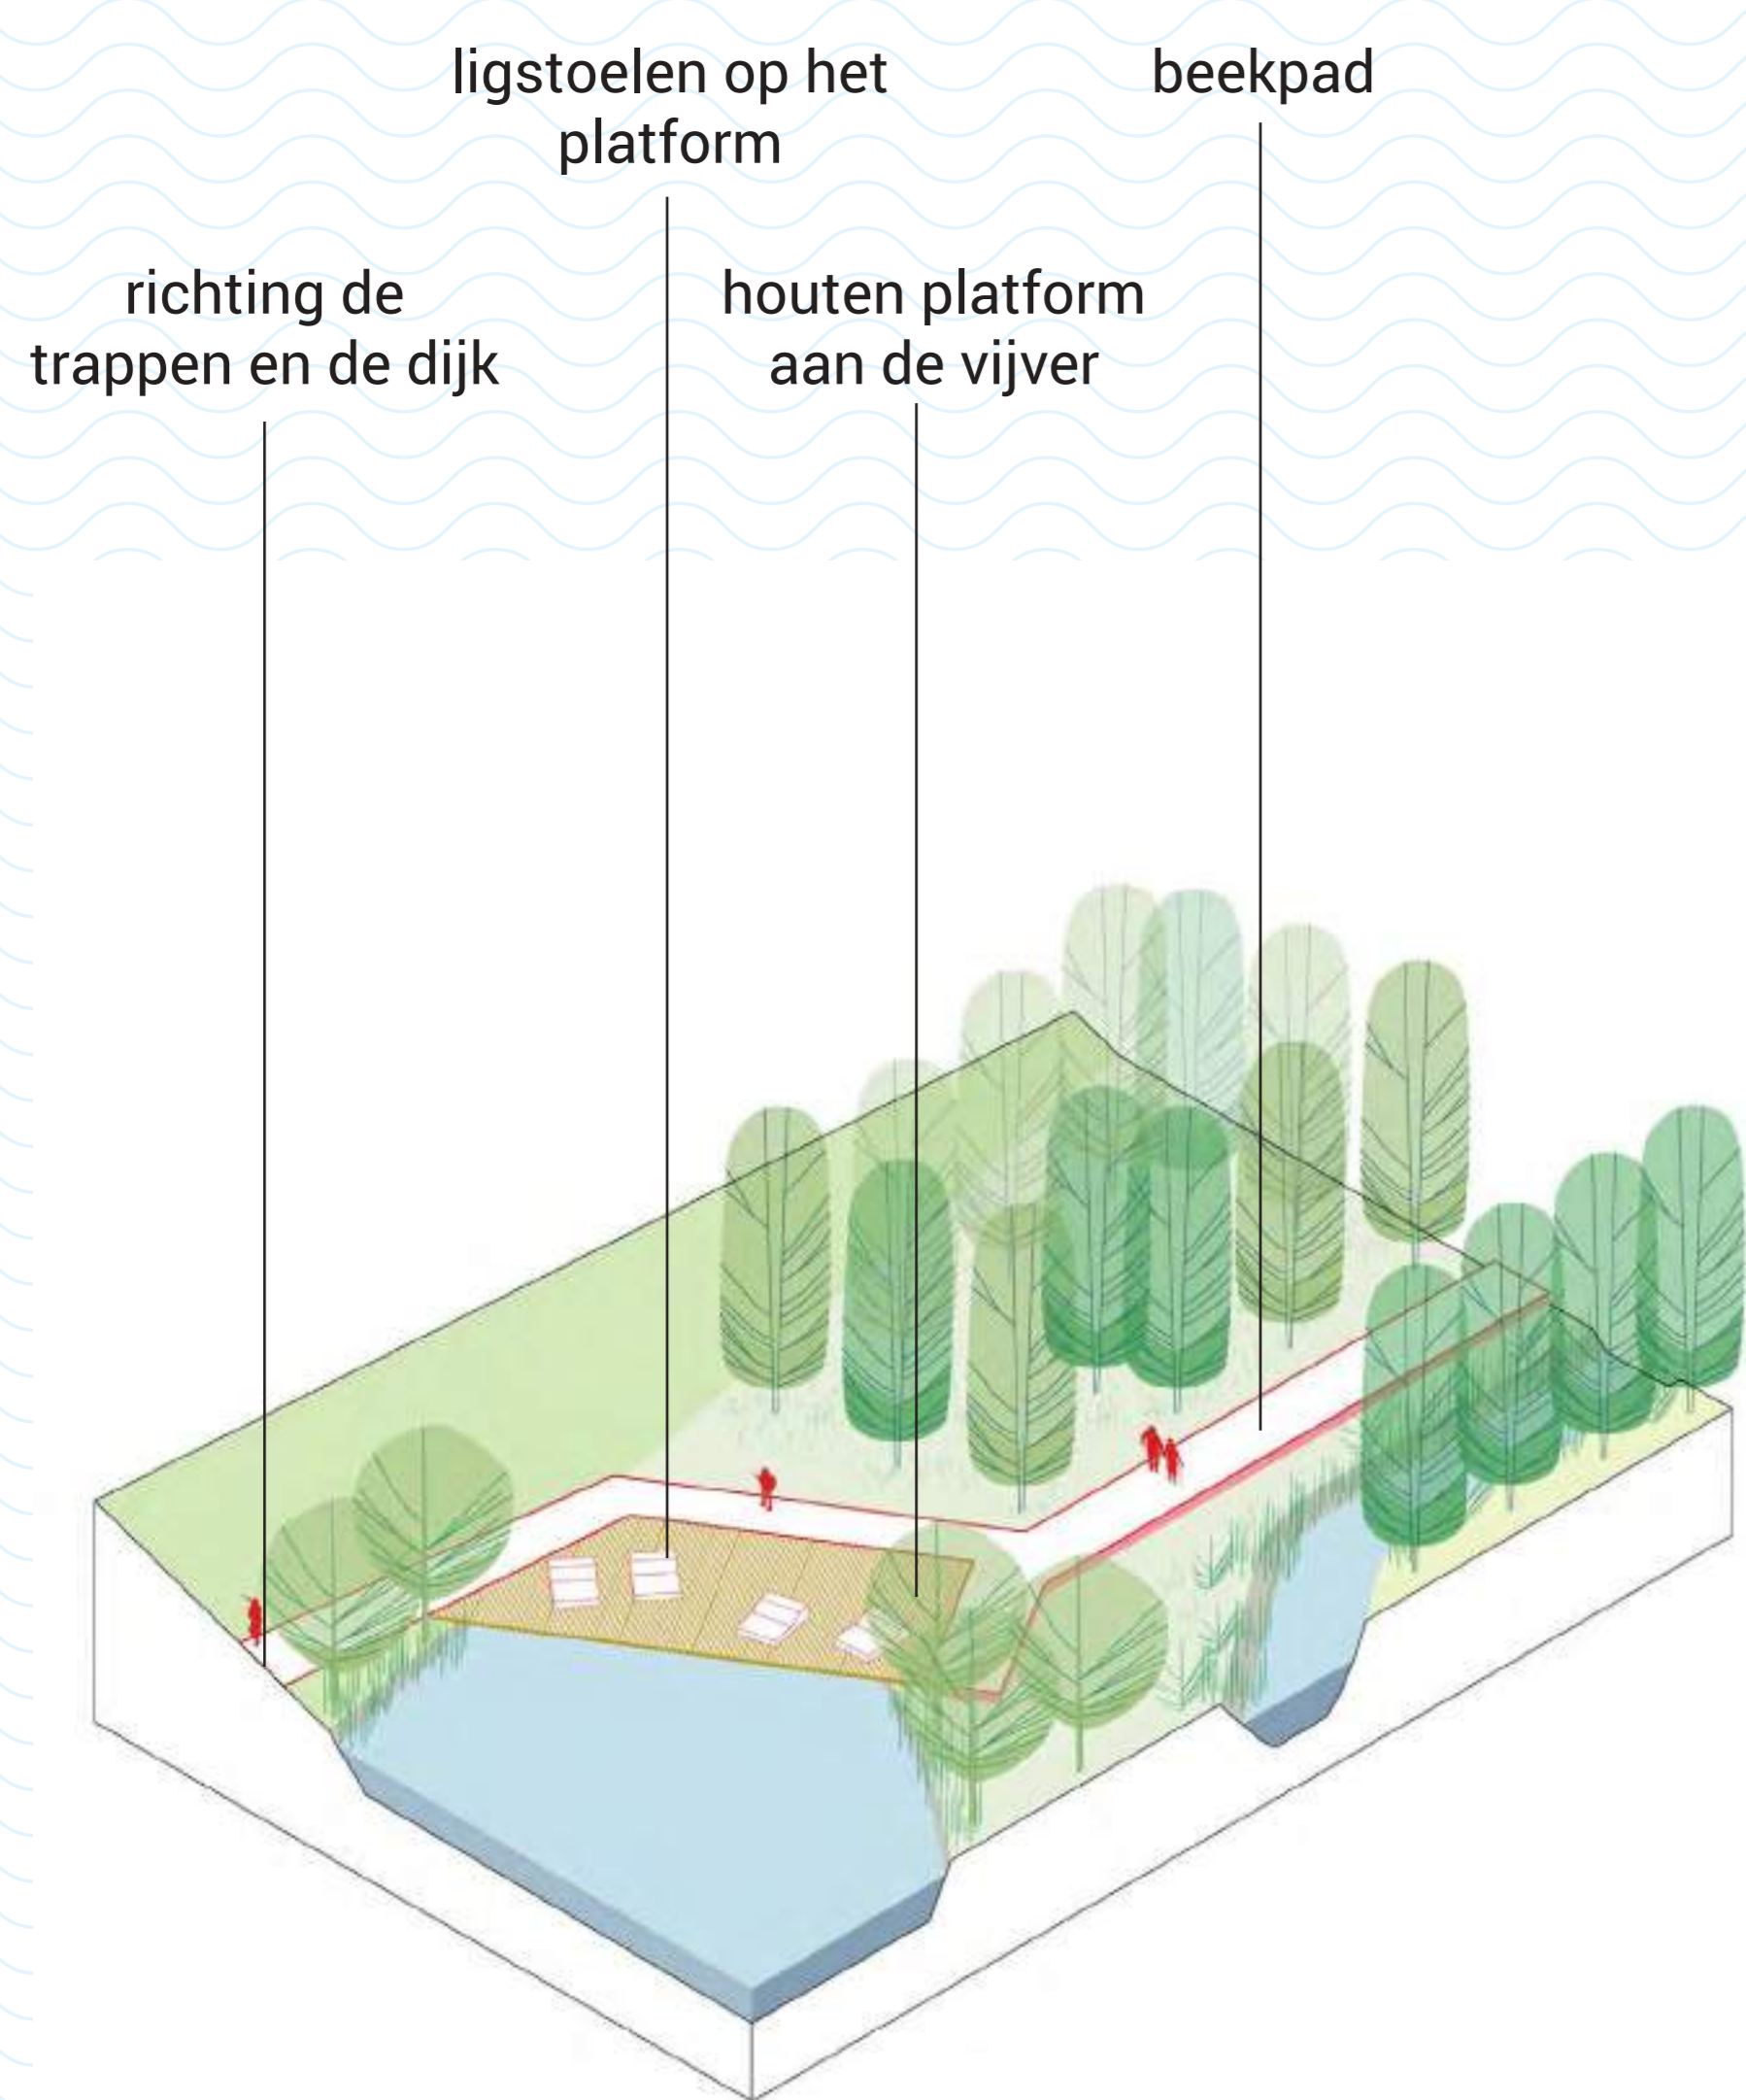 ligstoelen op het
platform
beekpad
richting de
trappen en de dijk
houten platform
aan de vijver